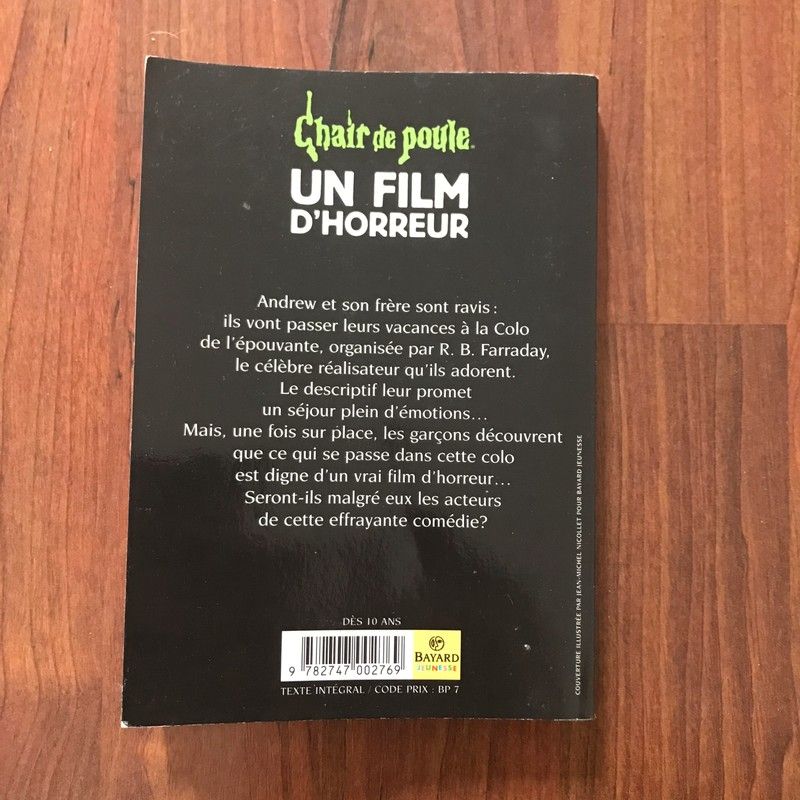 Chair de poule
UN FILM
D'HORREUR
Andrew et son frère sont ravis :
ils vont passer leurs vacances à la Colo
de l'épouvante, organisée par R. B. Farraday,
le célèbre réalisateur qu'ils adorent.
Le descriptif leur promet
un séjour plein d'émotions...
Mais, une fois sur place, les garçons découvrent
que ce qui se passe dans cette colo
est digne d'un vrai film d'horreur...
Seront-ils malgré eux les acteurs
de cette effrayante comédie?
DÈS 10 ANS
9 782747 002769
BAYARD
JEUNESSE
TEXTE INTÉGRAL / CODE PRIX : BP 7
COUVERTURE ILLUSTRÉE PAR JEAN-MICHEL NICOLLET POUR BAYARD JEUNESSE